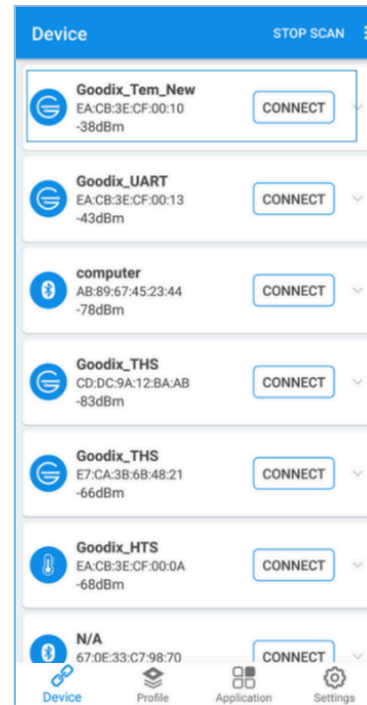 Device
STOP SCAN
Goodix_Tem_New
EA:CB:3E:CF:00:10
CONNECT
-38dBm
Goodix_UART
EA:CB:3E:CF:00:13
CONNECT
-43dBm
computer
AB:89:67:45:23:44
CONNECT
-78dBm
Goodix_THS
CD:DC:9A:12:BA:AB
CONNECT
-83dBm
Goodix_THS
E7:CA:3B:6B:48:21
CONNECT
-66dBm
Goodix_HTS
EA:CB:3E:CF:00:0A
CONNECT
-68dBm
N/A
67:0E:33:C7:98:70
CONNECT
Device
Profile
Application
Settings